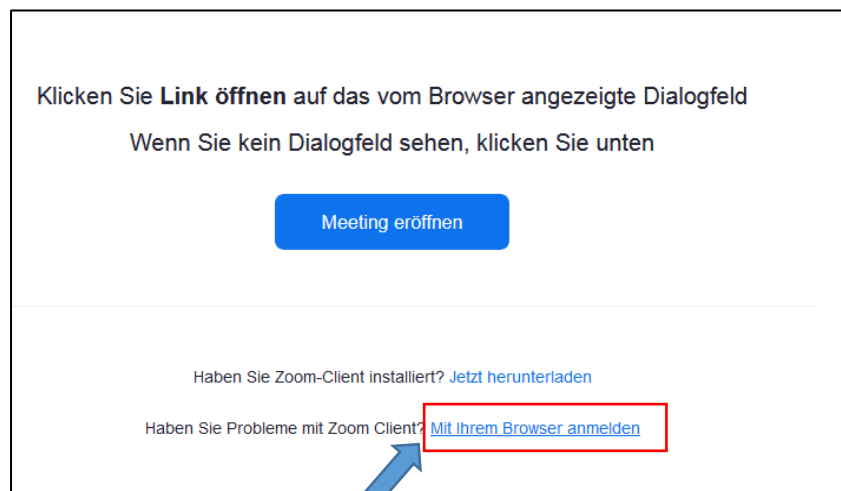 Klicken Sie Link öffnen auf das vom Browser angezeigte Dialogfeld
Wenn Sie kein Dialogfeld sehen, klicken Sie unten
Meeting eröffnen
Haben Sie Zoom-Client installiert? Jetzt herunterladen
Haben Sie Probleme mit Zoom Client? Mit Ihrem Browser anmelden